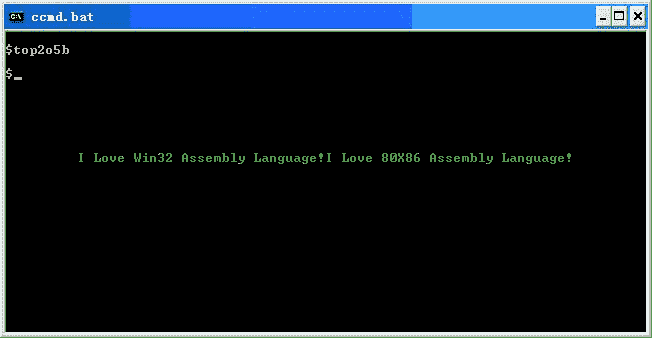 C:\
ccmd.bat
$top2o5b
$_
I Love Win32 Assembly Language!I Love 80X86 Assembly Language!